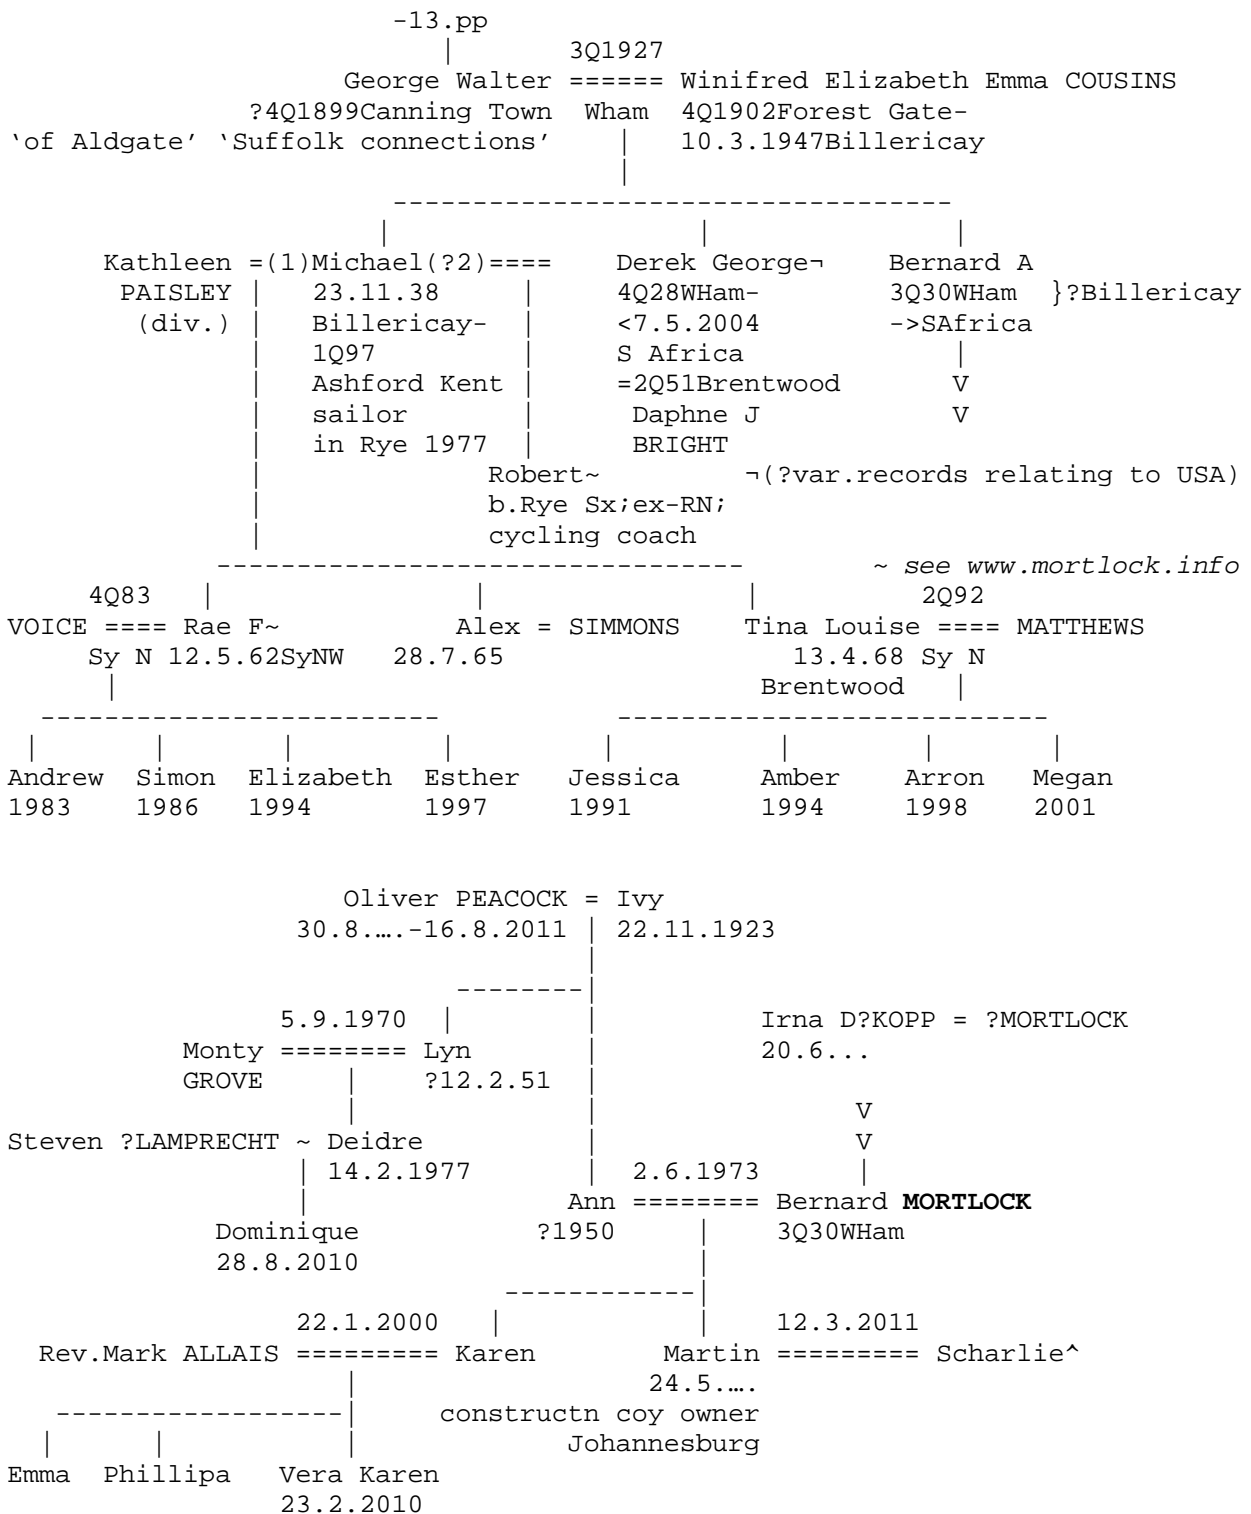 -13.pp
| 3Q1927
George Walter ====== Winifred Elizabeth Emma COUSINS
?4Q1899Canning Town Wham 4Q1902Forest Gate-
‘of Aldgate’ ‘Suffolk connections’ | 10.3.1947Billericay
|
-----------------------------------
| | |
Kathleen =(1)Michael(?2)==== Derek George¬ Bernard A
PAISLEY | 23.11.38 | 4Q28WHam- 3Q30WHam }?Billericay
(div.) | Billericay- | <7.5.2004 ->SAfrica
| 1Q97 | S Africa |
| Ashford Kent | =2Q51Brentwood V
| sailor | Daphne J V
| in Rye 1977 | BRIGHT
| Robert~ ¬(?var.records relating to USA)
| b.Rye Sx;ex-RN;
| cycling coach
--------------------------------- ~ see www.mortlock.info
4Q83 | | | 2Q92
VOICE ==== Rae F~ Alex = SIMMONS Tina Louise ==== MATTHEWS
Sy N 12.5.62SyNW 28.7.65 13.4.68 Sy N
| Brentwood |
------------------------- ---------------------------
| | | | | | | |
Andrew Simon Elizabeth Esther Jessica Amber Arron Megan
1983 1986 1994 1997 1991 1994 1998 2001
Oliver PEACOCK = Ivy
30.8.….-16.8.2011 | 22.11.1923
|
--------|
5.9.1970 | | Irna D?KOPP = ?MORTLOCK
Monty ======== Lyn | 20.6...
GROVE | ?12.2.51 |
| | V
Steven ?LAMPRECHT ~ Deidre | V
| 14.2.1977 | 2.6.1973 |
| Ann ======== Bernard MORTLOCK
Dominique ?1950 | 3Q30WHam
28.8.2010 |
------------|
22.1.2000 | | 12.3.2011
Rev.Mark ALLAIS ========= Karen Martin ========= Scharlie^
| 24.5.….
------------------| constructn coy owner
| | | Johannesburg
Emma Phillipa Vera Karen
23.2.2010